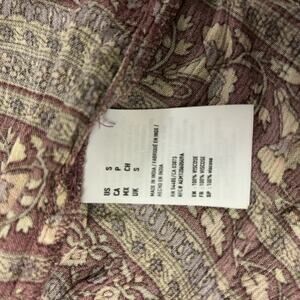 US S
CA P
MEX CH
UK S
MADE IN INDIA / FABRIQUÉ EN INDE /
HECHO EN INDIA
EN 100% VISCOSE
FR 100% VISCOSE
SP 100% viscosa